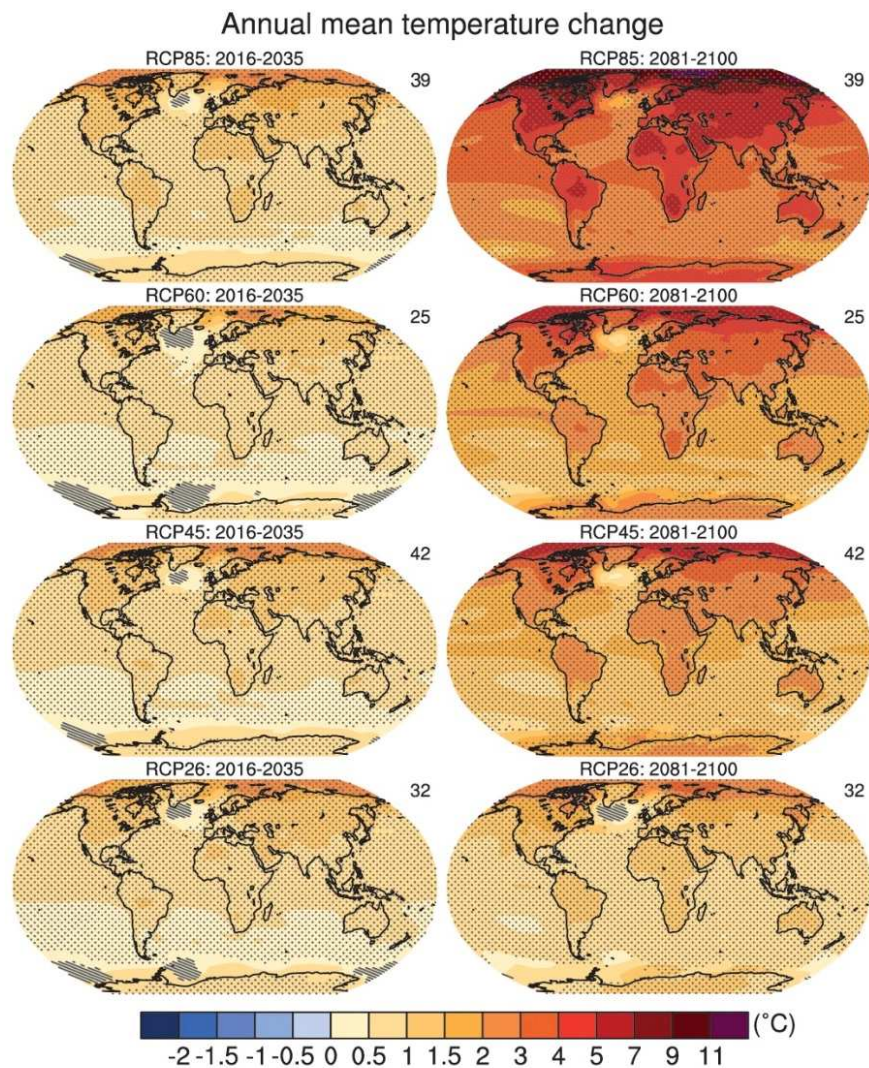 Annual mean temperature change
RCP85: 2016-2035
39
RCP85: 2081-2100
39
RCP60: 2016-2035
25
RCP60: 2081-2100
25
RCP45: 2016-2035
42
RCP45: 2081-2100
42
RCP26: 2016-2035
32
RCP26: 2081-2100
32
(°C)
-2 -1.5 -1 -0.5 0 0.5 1 1.5 2 3 4 5 7 9 11